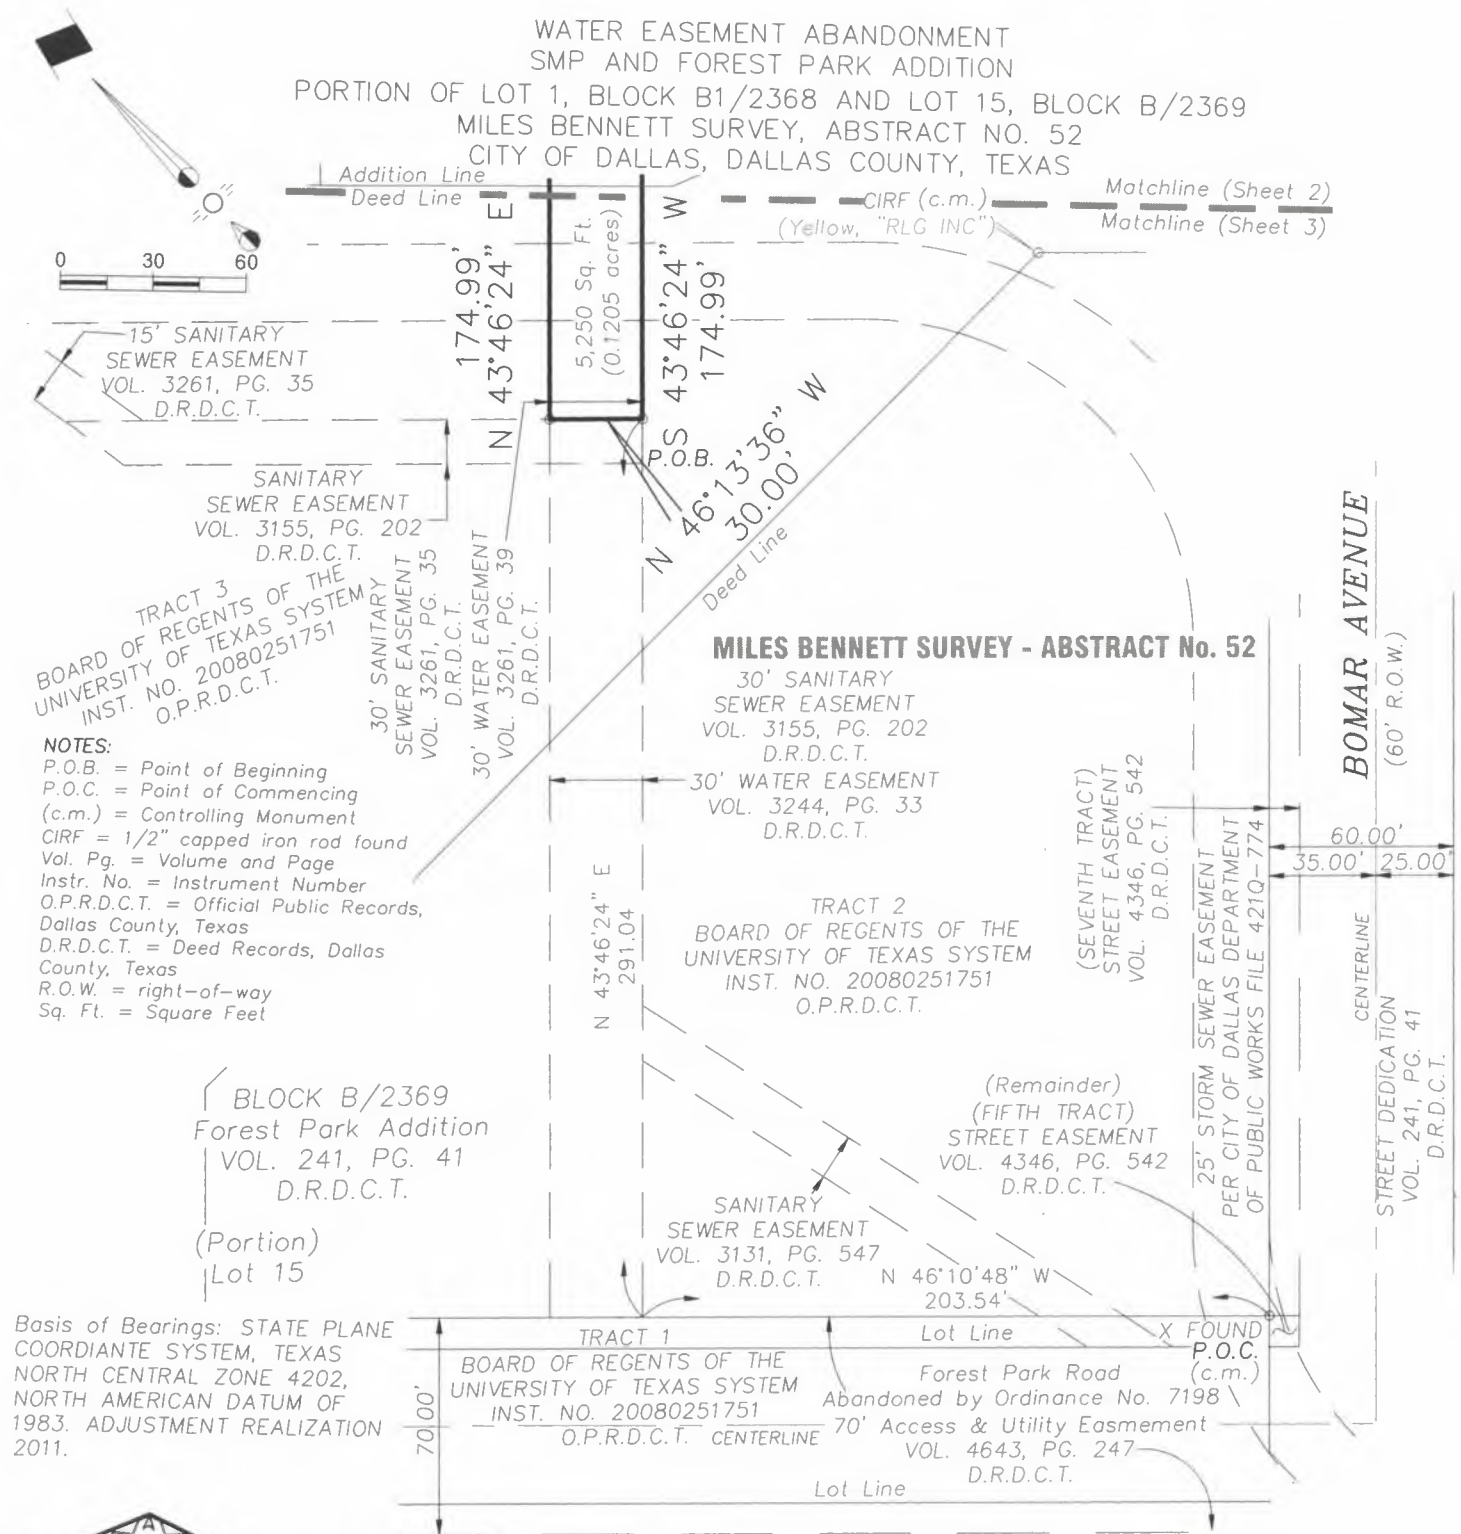 WATER EASEMENT ABANDONMENT
SMP AND FOREST PARK ADDITION
PORTION OF LOT 1, BLOCK B1/2368 AND LOT 15, BLOCK B/2369
MILES BENNETT SURVEY, ABSTRACT NO. 52
CITY OF DALLAS, DALLAS COUNTY, TEXAS
Addition Line
Deed Line
CIRF (c.m.)
(Yellow, "RLG INC")
Matchline (Sheet 2)
Matchline (Sheet 3)
0 30 60
174.99'
N 43°46'24" E
5,250 Sq. Ft.
(0.1205 acres)
S 43°46'24" W
174.99'
15' SANITARY
SEWER EASEMENT
VOL. 3261, PG. 35
D.R.D.C.T.
P.O.B.
N 46°13'36" W
30.00'
Deed Line
SANITARY
SEWER EASEMENT
VOL. 3155, PG. 202
D.R.D.C.T.
TRACT 3
BOARD OF REGENTS OF THE
UNIVERSITY OF TEXAS SYSTEM
INST. NO. 20080251751
O.P.R.D.C.T.
30' SANITARY
SEWER EASEMENT
VOL. 3261, PG. 35
D.R.D.C.T.
30' WATER EASEMENT
VOL. 3261, PG. 39
D.R.D.C.T.
MILES BENNETT SURVEY - ABSTRACT No. 52
30' SANITARY
SEWER EASEMENT
VOL. 3155, PG. 202
D.R.D.C.T.
30' WATER EASEMENT
VOL. 3244, PG. 33
D.R.D.C.T.
BOMAR AVENUE
(60' R.O.W.)
NOTES:
P.O.B. = Point of Beginning
P.O.C. = Point of Commencing
(c.m.) = Controlling Monument
CIRF = 1/2" capped iron rod found
Vol. Pg. = Volume and Page
Instr. No. = Instrument Number
O.P.R.D.C.T. = Official Public Records,
Dallas County, Texas
D.R.D.C.T. = Deed Records, Dallas
County, Texas
R.O.W. = right-of-way
Sq. Ft. = Square Feet
N 43°46'24" E
291.04
TRACT 2
BOARD OF REGENTS OF THE
UNIVERSITY OF TEXAS SYSTEM
INST. NO. 20080251751
O.P.R.D.C.T.
(SEVENTH TRACT)
STREET EASEMENT
VOL. 4346, PG. 542
D.R.D.C.T.
25' STORM SEWER EASEMENT
PER CITY OF DALLAS DEPARTMENT
OF PUBLIC WORKS FILE 421Q-774
60.00'
35.00' 25.00'
CENTERLINE
STREET DEDICATION
VOL. 241, PG. 41
D.R.D.C.T.
BLOCK B/2369
Forest Park Addition
VOL. 241, PG. 41
D.R.D.C.T.
(Portion)
Lot 15
(Remainder)
(FIFTH TRACT)
STREET EASEMENT
VOL. 4346, PG. 542
D.R.D.C.T.
SANITARY
SEWER EASEMENT
VOL. 3131, PG. 547
D.R.D.C.T.
N 46°10'48" W
203.54'
Basis of Bearings: STATE PLANE
COORDIANTE SYSTEM, TEXAS
NORTH CENTRAL ZONE 4202,
NORTH AMERICAN DATUM OF
1983. ADJUSTMENT REALIZATION
2011.
70.00'
TRACT 1
BOARD OF REGENTS OF THE
UNIVERSITY OF TEXAS SYSTEM
INST. NO. 20080251751
O.P.R.D.C.T.
CENTERLINE
Lot Line
X FOUND
P.O.C.
(c.m.)
Forest Park Road
Abandoned by Ordinance No. 7198
70' Access & Utility Easmement
VOL. 4643, PG. 247
D.R.D.C.T.
Lot Line
A